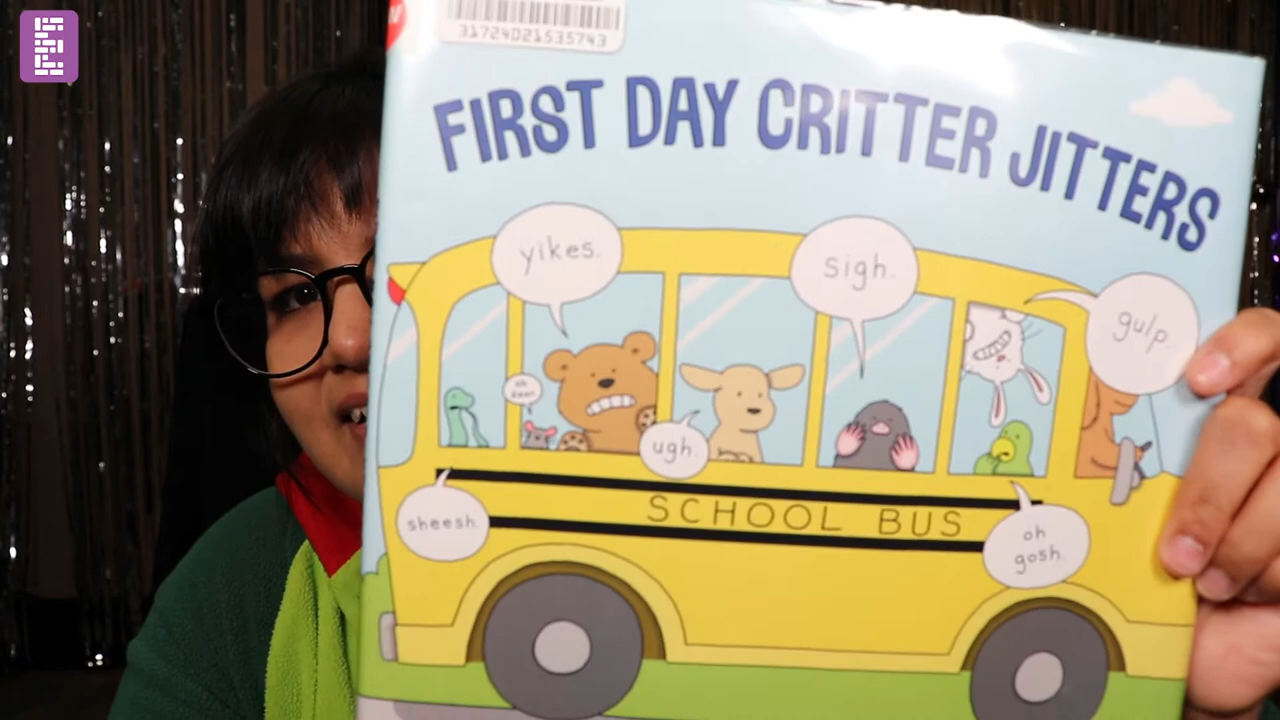 31724021535743
FIRST DAY CRITTER JITTERS
yikes.
sigh.
gulp.
oh
dear.
ugh.
sheesh.
SCHOOL BUS
oh
gosh.